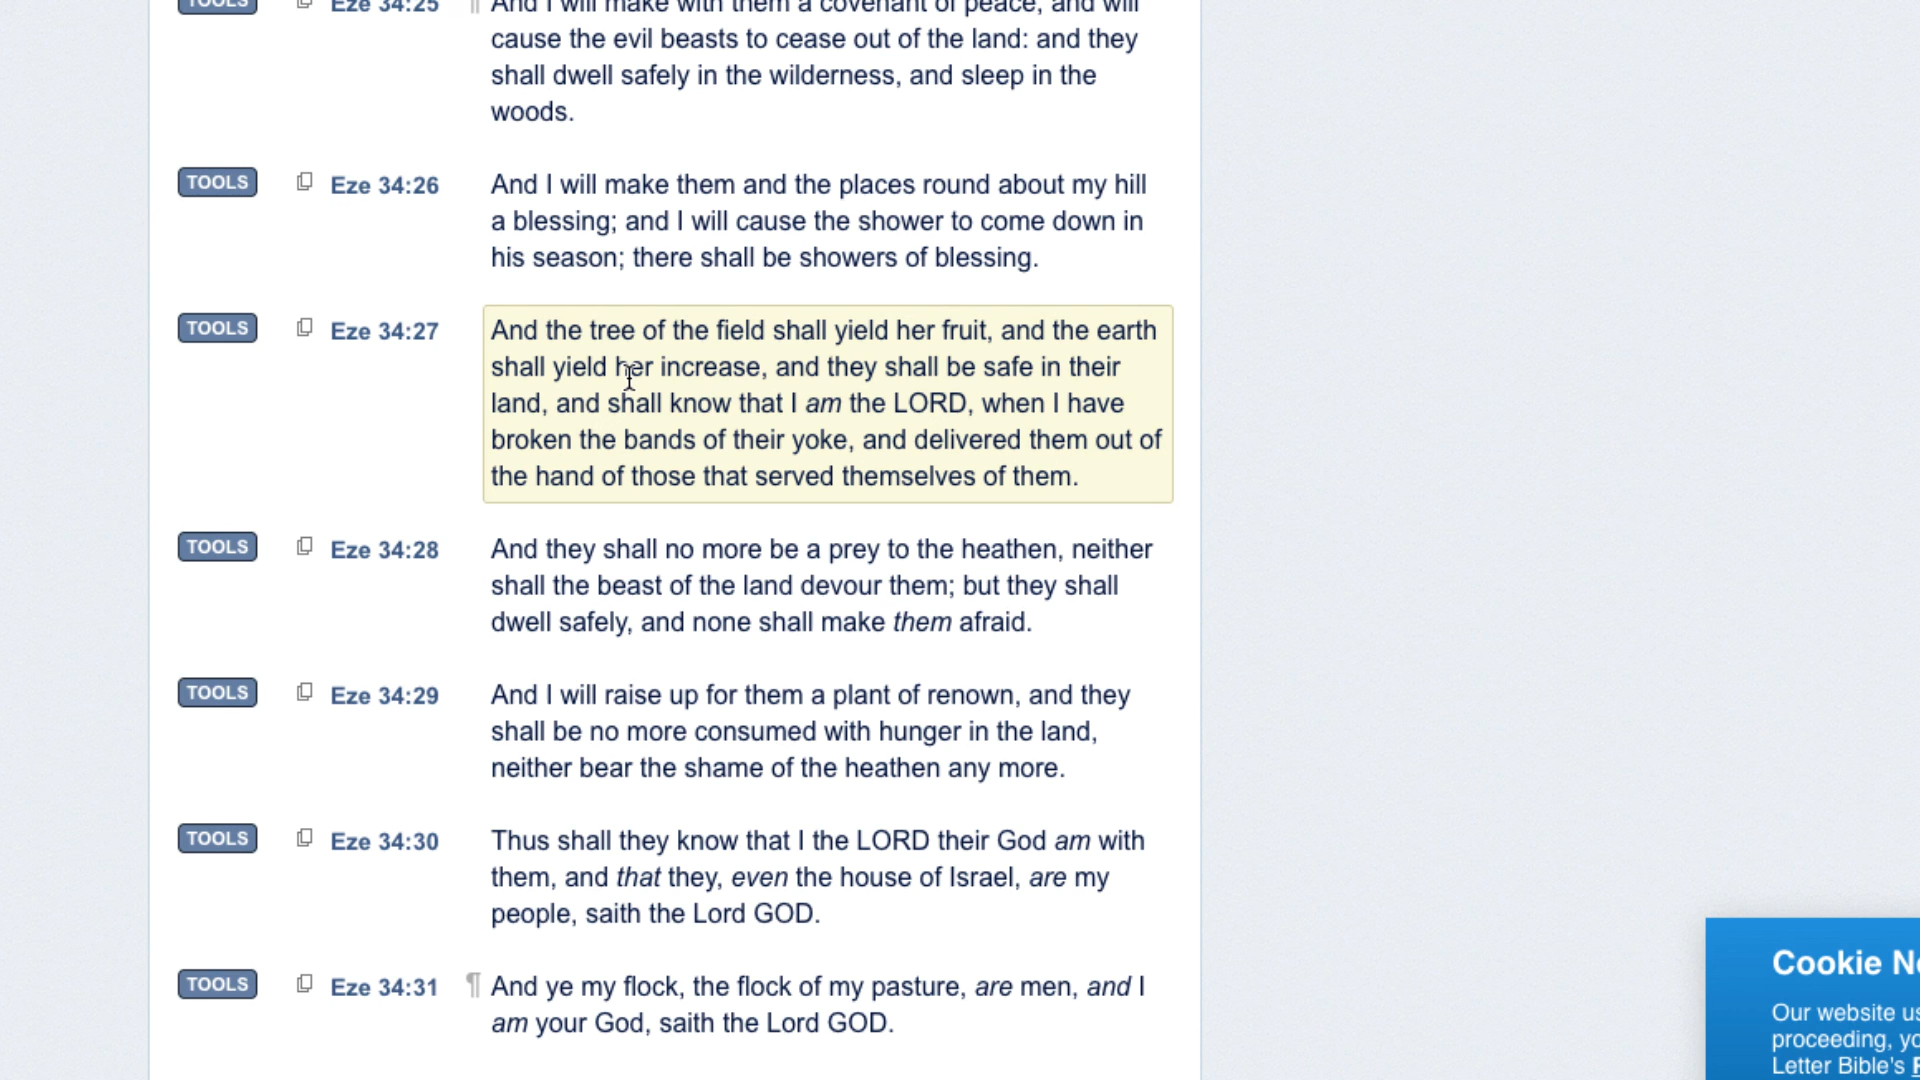 TOOLS Eze 34:25 ¶ And I will make with them a covenant of peace, and will
cause the evil beasts to cease out of the land: and they
shall dwell safely in the wilderness, and sleep in the
woods.
TOOLS Eze 34:26 And I will make them and the places round about my hill
a blessing; and I will cause the shower to come down in
his season; there shall be showers of blessing.
TOOLS Eze 34:27 And the tree of the field shall yield her fruit, and the earth
shall yield her increase, and they shall be safe in their
land, and shall know that I am the LORD, when I have
broken the bands of their yoke, and delivered them out of
the hand of those that served themselves of them.
TOOLS Eze 34:28 And they shall no more be a prey to the heathen, neither
shall the beast of the land devour them; but they shall
dwell safely, and none shall make them afraid.
TOOLS Eze 34:29 And I will raise up for them a plant of renown, and they
shall be no more consumed with hunger in the land,
neither bear the shame of the heathen any more.
TOOLS Eze 34:30 Thus shall they know that I the LORD their God am with
them, and that they, even the house of Israel, are my
people, saith the Lord GOD.
TOOLS Eze 34:31 ¶ And ye my flock, the flock of my pasture, are men, and I
am your God, saith the Lord GOD.
Cookie
Our website
proceeding,
Letter Bible's